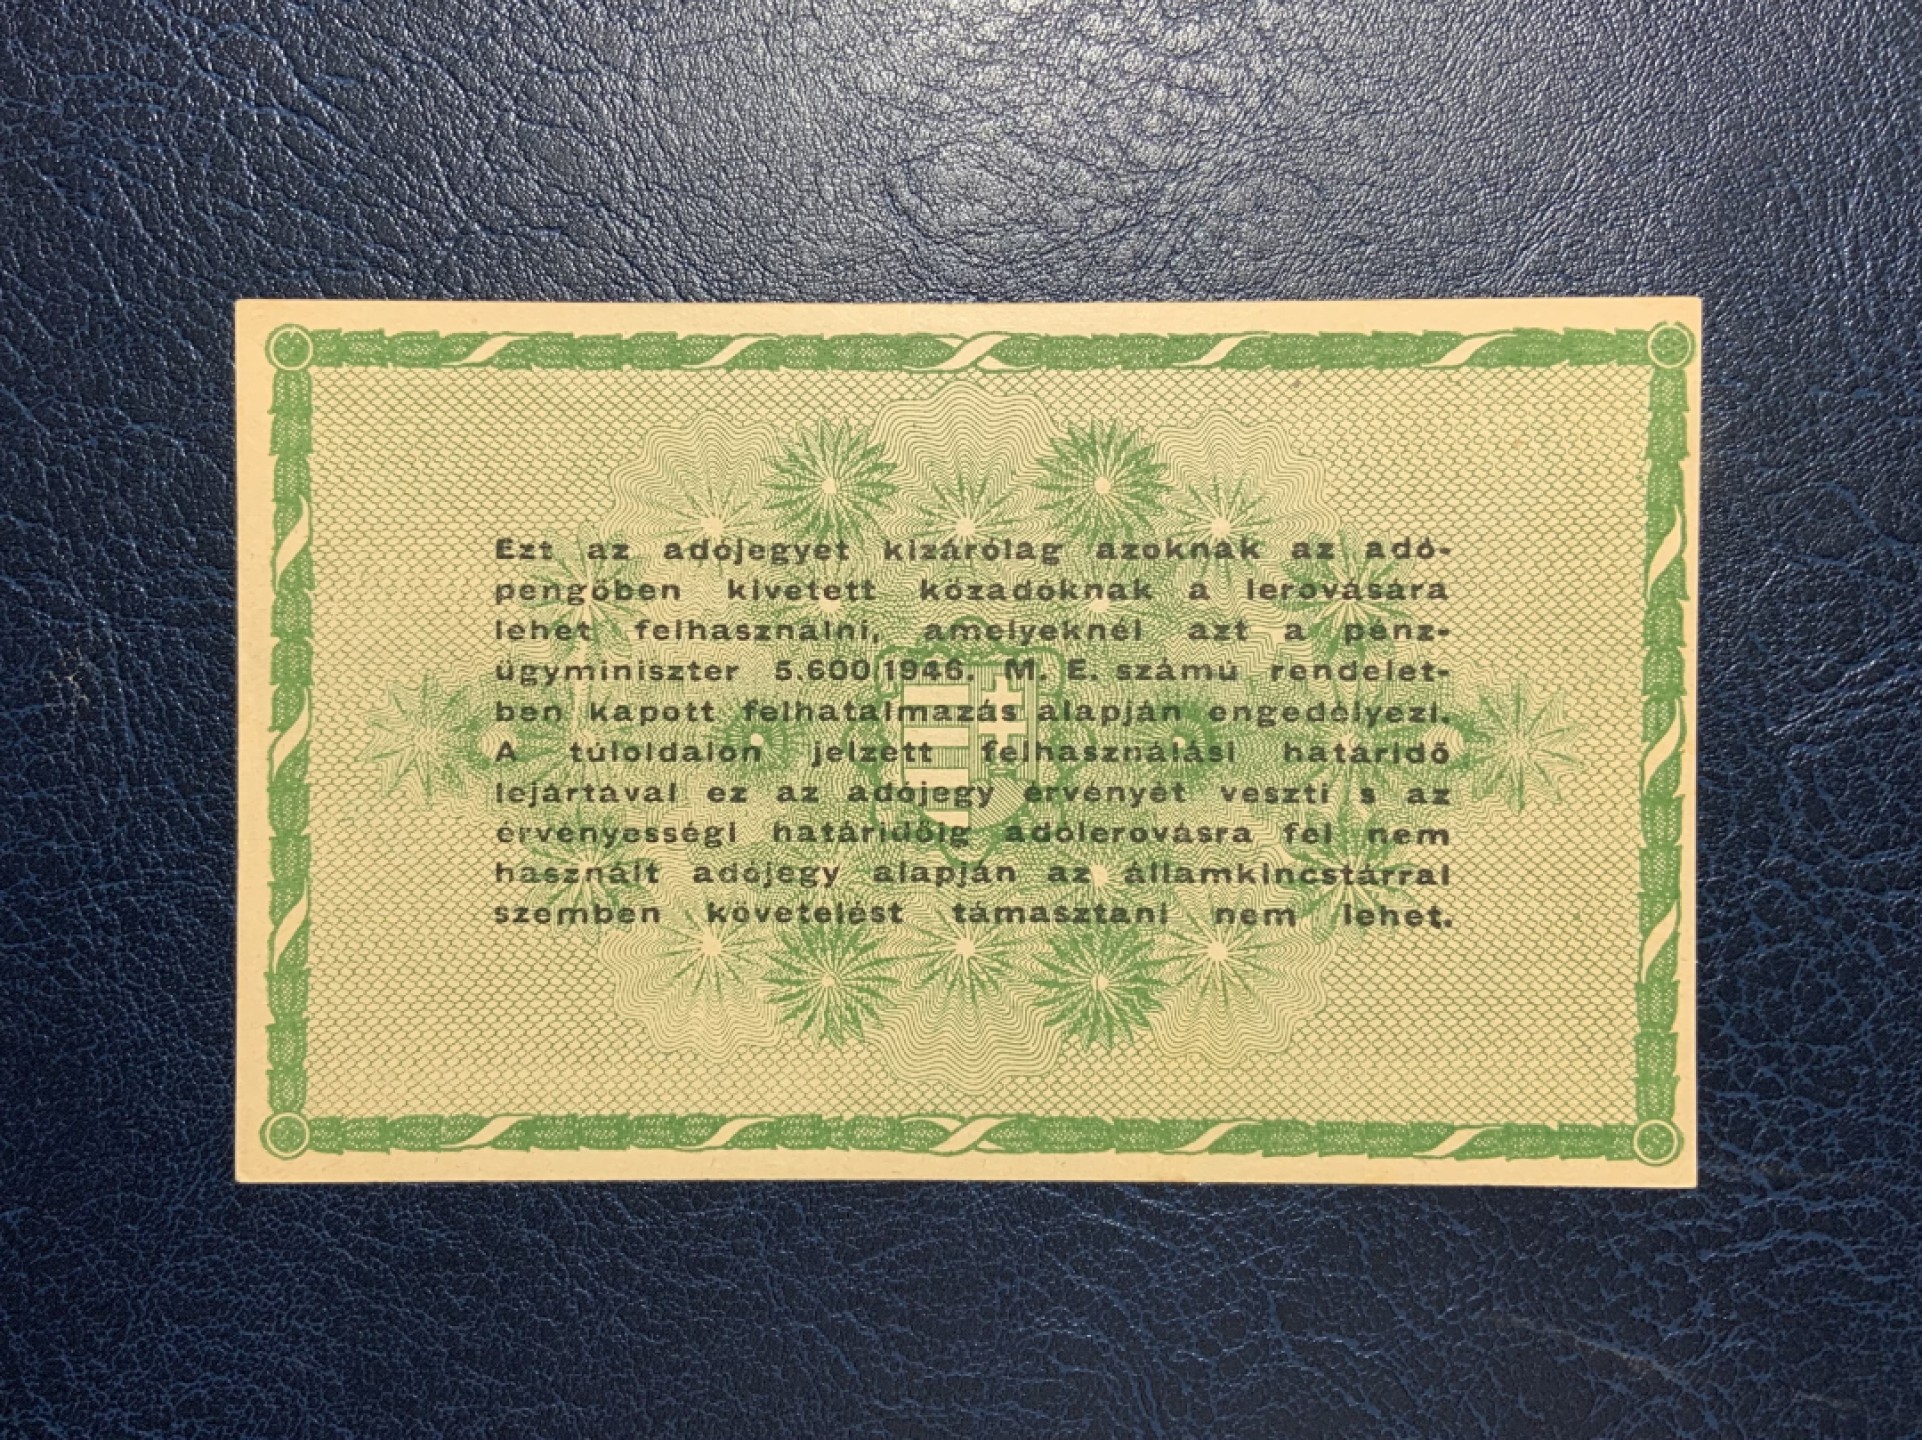 Ezt az adójegyet kizárólag azoknak az adó-
pengőben kivetett közadóknak a lerovására
lehet felhasználni, amelyeknél azt a pénz-
ügyminiszter 5.600/1946. M. E. számú rendelet-
ben kapott felhatalmazás alapján engedélyezi.
A túloldalon jelzett felhasználási határidő
lejártával ez az adójegy érvényét veszti s az
érvényességi határidőig adólerovásra fel nem
használt adójegy alapján az államkincstárral
szemben követelést támasztani nem lehet.